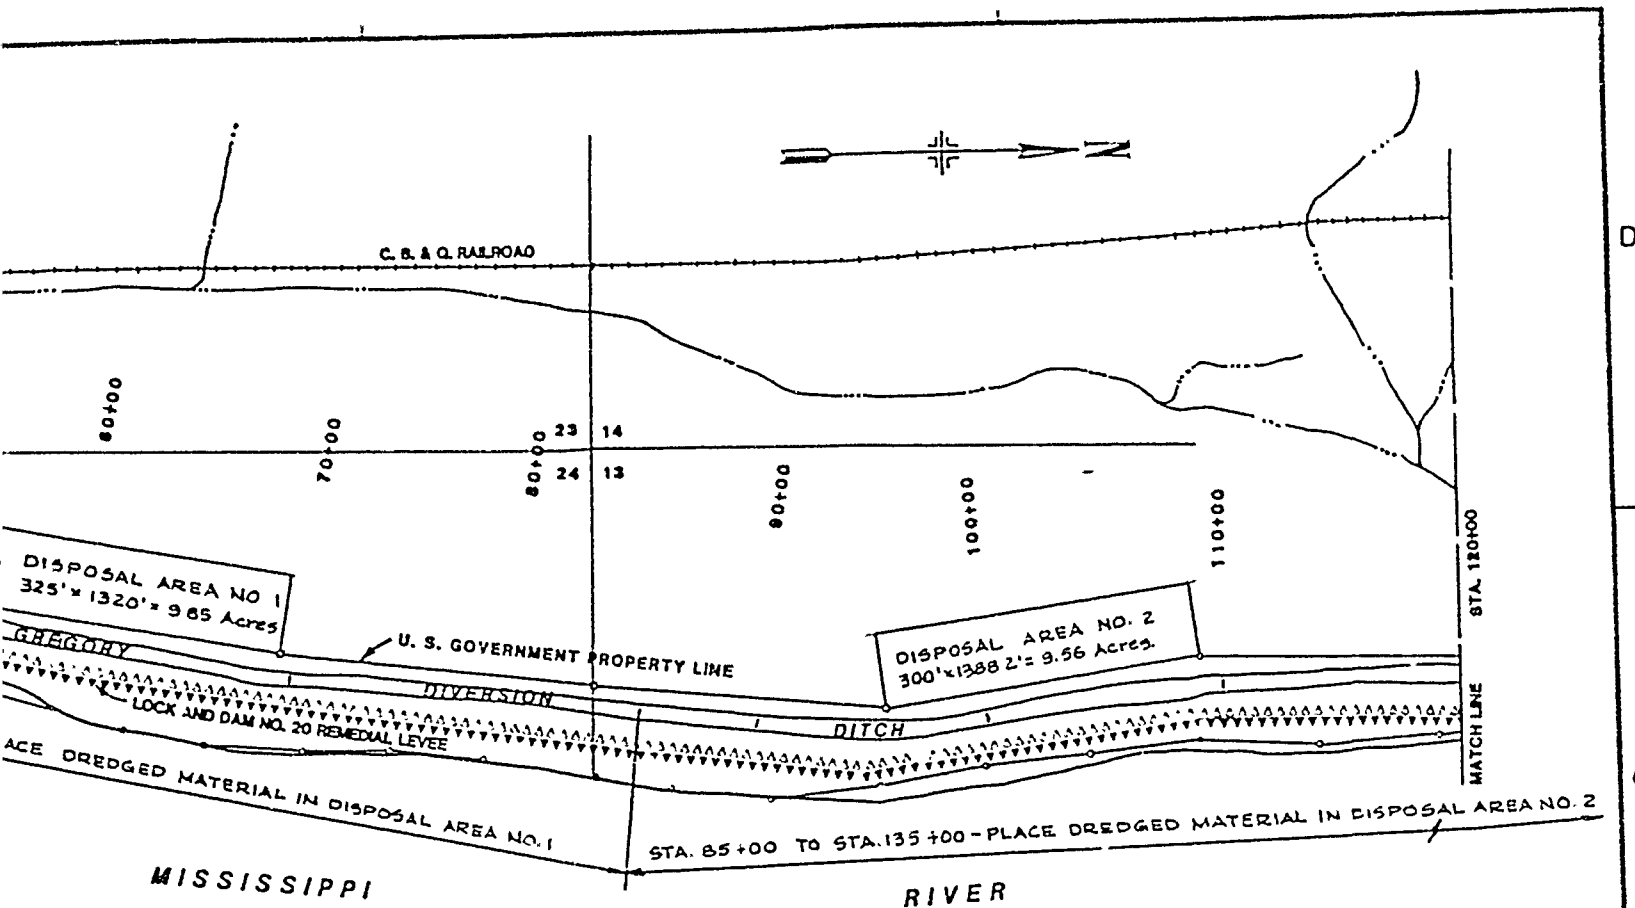 N
D
C. B. & Q. RAILROAD
60+00
70+00
80+00
23 14
24 13
90+00
100+00
110+00
STA. 120+00
MATCH LINE
DISPOSAL AREA NO 1
325' x 1320' = 9.85 Acres
U. S. GOVERNMENT PROPERTY LINE
DISPOSAL AREA NO. 2
300' x 1388.2' = 9.56 Acres.
GREGORY DIVERSION DITCH
LOCK AND DAM NO. 20 REMEDIAL LEVEE
ACE DREDGED MATERIAL IN DISPOSAL AREA NO. 1
STA. 85+00 TO STA. 135+00 - PLACE DREDGED MATERIAL IN DISPOSAL AREA NO. 2
MISSISSIPPI RIVER